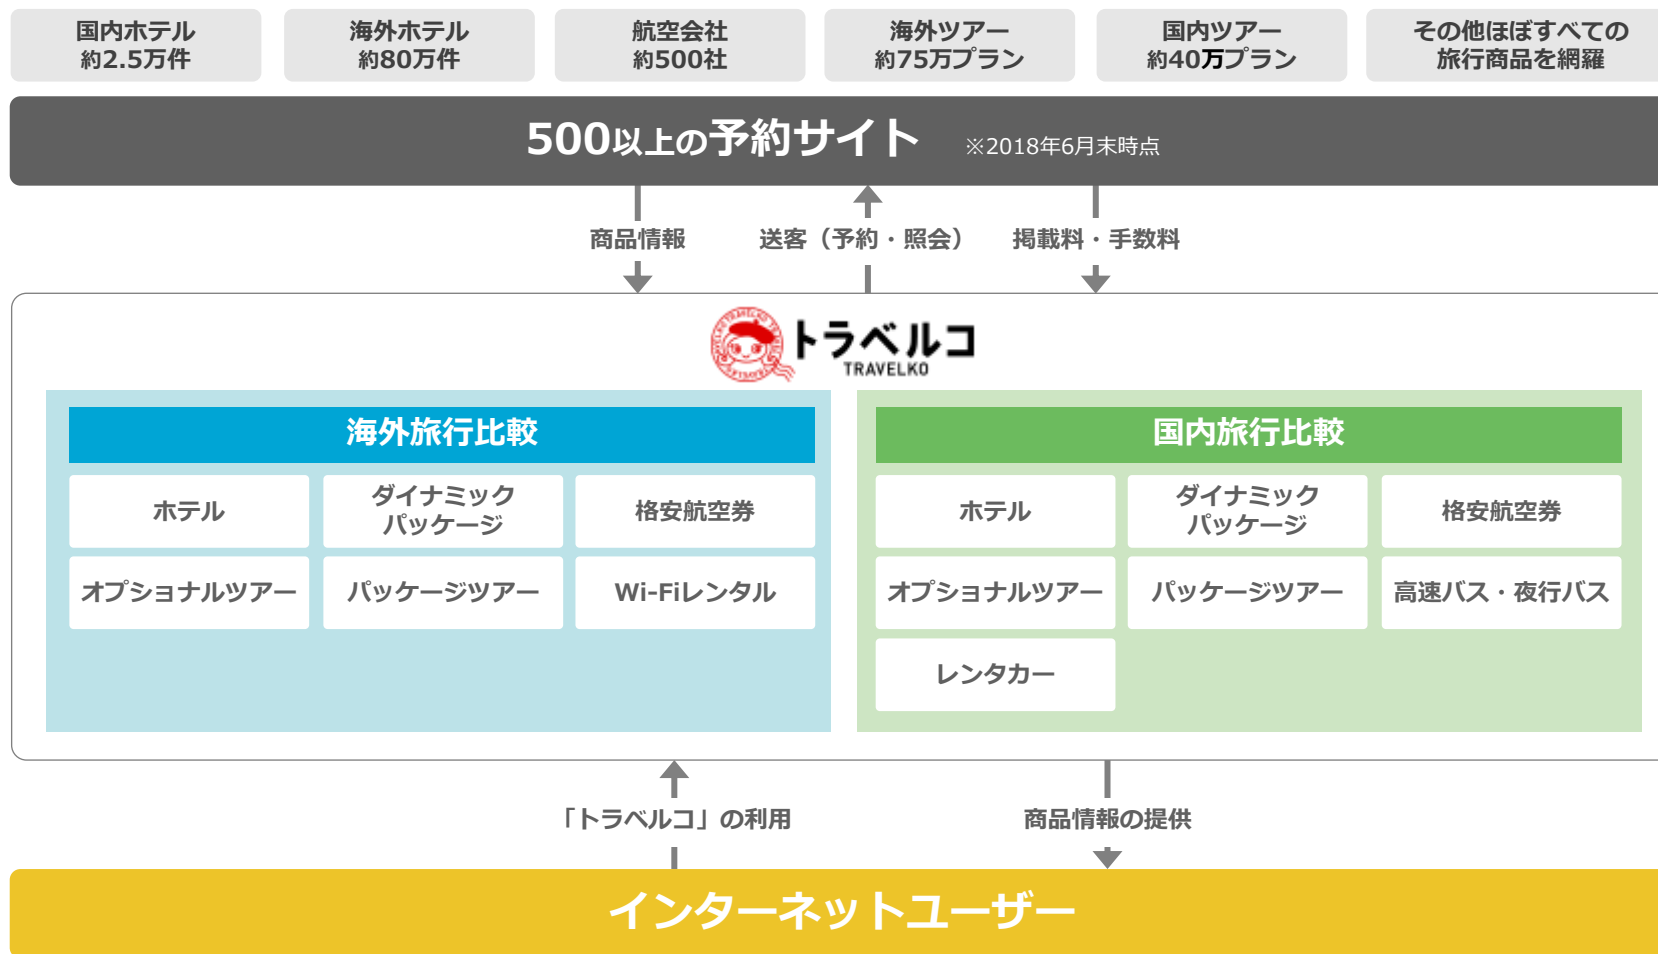 国内ホテル
約2.5万件
海外ホテル
約80万件
航空会社
約500社
海外ツアー
約75万プラン
国内ツアー
約40万プラン
その他ほぼすべての
旅行商品を網羅
500以上の予約サイト ※2018年6月末時点
商品情報
送客（予約・照会）
掲載料・手数料
トラベルコ
TRAVELKO
海外旅行比較
ホテル
ダイナミック
パッケージ
格安航空券
オプショナルツアー
パッケージツアー
Wi-Fiレンタル
国内旅行比較
ホテル
ダイナミック
パッケージ
格安航空券
オプショナルツアー
パッケージツアー
高速バス・夜行バス
レンタカー
「トラベルコ」の利用
商品情報の提供
インターネットユーザー